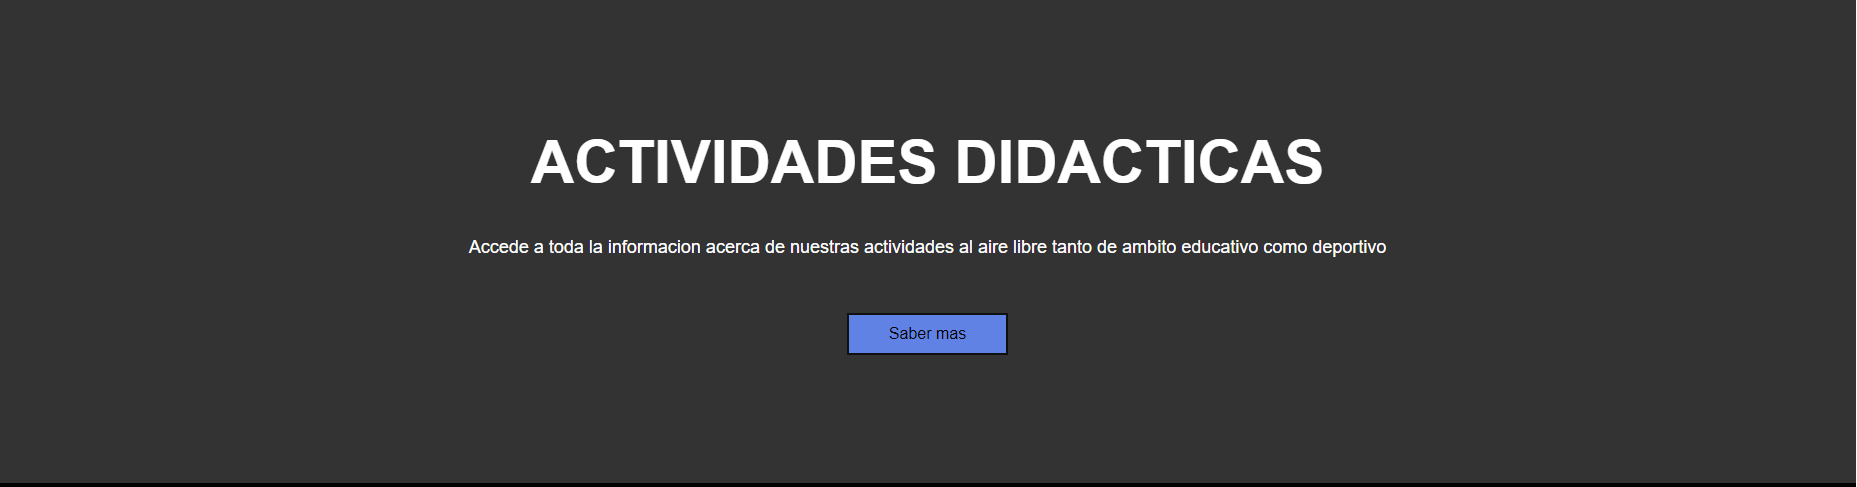 ACTIVIDADES DIDACTICAS
Accede a toda la informacion acerca de nuestras actividades al aire libre tanto de ambito educativo como deportivo
Saber mas